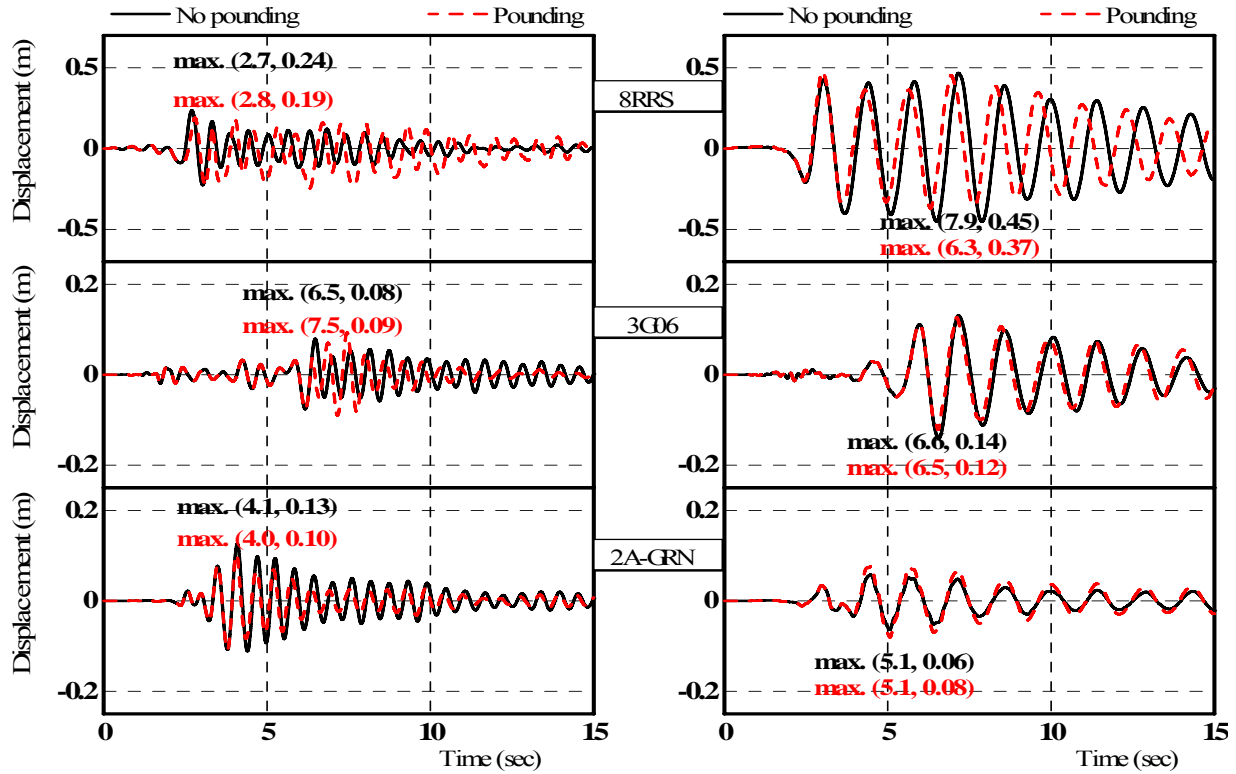 No pounding
Pounding
No pounding
Pounding
Displacement (m)
0.5
0
-0.5
max. (2.7, 0.24)
max. (2.8, 0.19)
8RRS
0.5
0
-0.5
max. (7.9, 0.45)
max. (6.3, 0.37)
Displacement (m)
0.2
0
-0.2
max. (6.5, 0.08)
max. (7.5, 0.09)
3G06
0.2
0
-0.2
max. (6.6, 0.14)
max. (6.5, 0.12)
Displacement (m)
0.2
0
-0.2
max. (4.1, 0.13)
max. (4.0, 0.10)
2A-GRN
0.2
0
-0.2
max. (5.1, 0.06)
max. (5.1, 0.08)
0 5 10 15
Time (sec)
0 5 10 15
Time (sec)